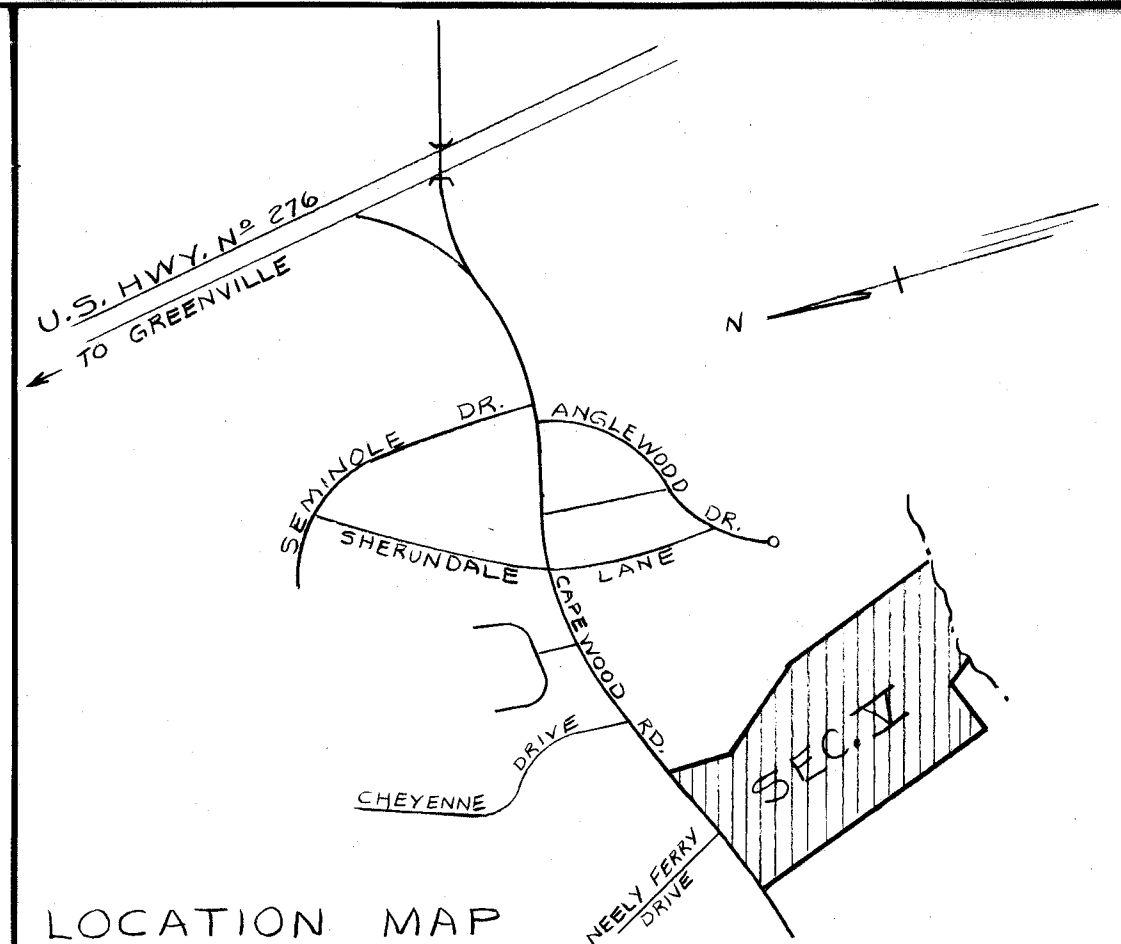 U.S. HWY. Nº 276
TO GREENVILLE
N
SEMINOLE DR.
ANGLEWOOD DR.
SHERUNDALE LANE
CAPEWOOD RD.
CHEYENNE DRIVE
SEC. V
NEELY FERRY
DRIVE
LOCATION MAP